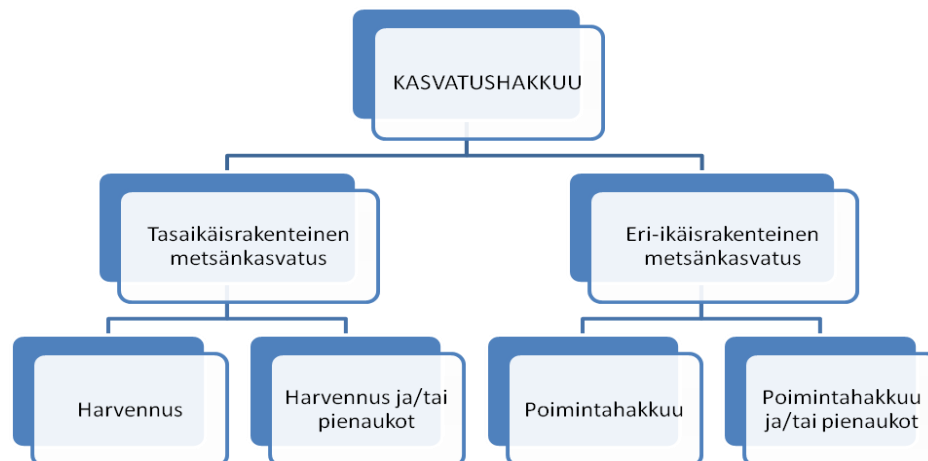 KASVATUSHAKKUU
Tasaikäisrakenteinen
metsänkasvatus
Eri-ikäisrakenteinen
metsänkasvatus
Harvennus
Harvennus ja/tai
pienaukot
Poimintahakkuu
Poimintahakkuu
ja/tai pienaukot